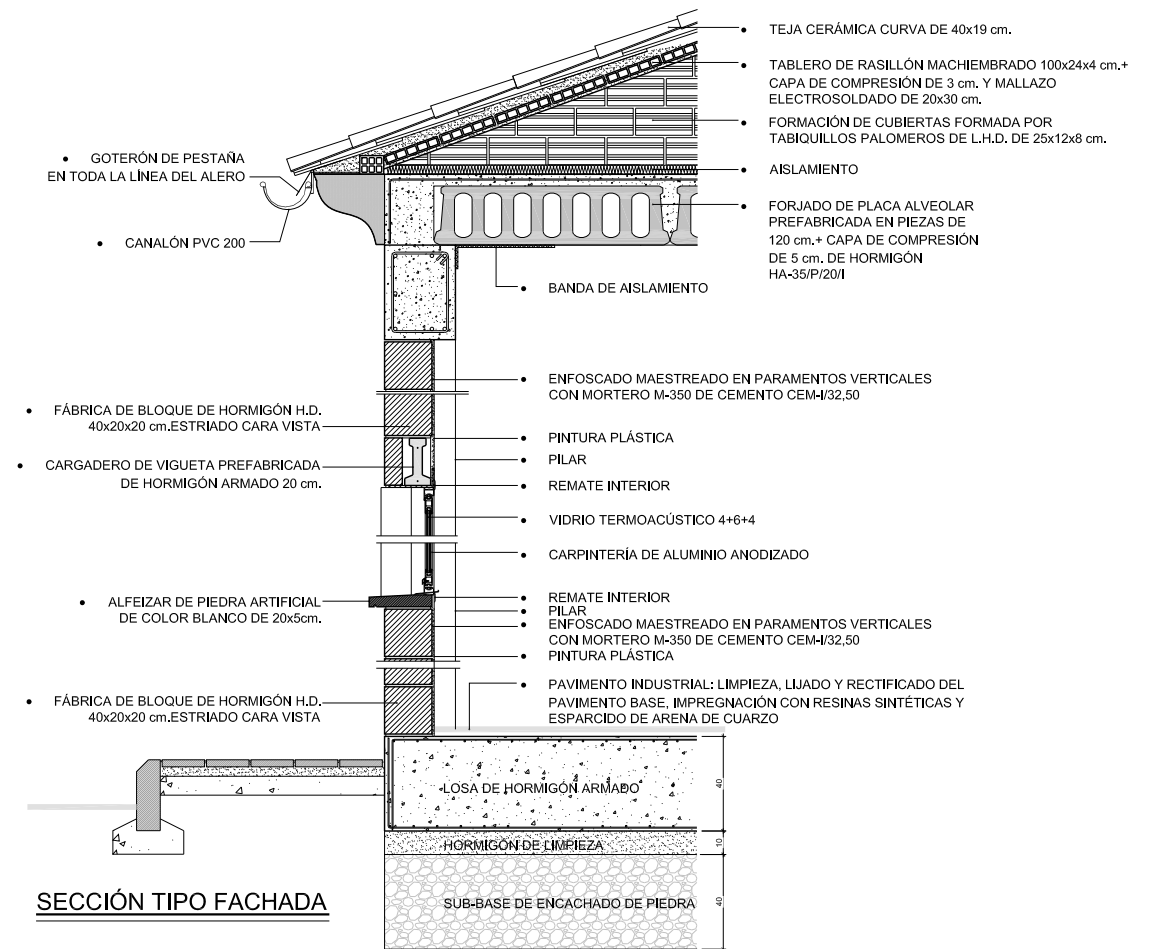 TEJA CERÁMICA CURVA DE 40x19 cm.
TABLERO DE RASILLÓN MACHIEMBRADO 100x24x4 cm.+
CAPA DE COMPRESIÓN DE 3 cm. Y MALLAZO
ELECTROSOLDADO DE 20x30 cm.
FORMACIÓN DE CUBIERTAS FORMADA POR
TABIQUILLOS PALOMEROS DE L.H.D. DE 25x12x8 cm.
AISLAMIENTO
FORJADO DE PLACA ALVEOLAR
PREFABRICADA EN PIEZAS DE
120 cm.+ CAPA DE COMPRESIÓN
DE 5 cm. DE HORMIGÓN
HA-35/P/20/I
GOTERÓN DE PESTAÑA
EN TODA LA LÍNEA DEL ALERO
CANALÓN PVC 200
BANDA DE AISLAMIENTO
ENFOSCADO MAESTREADO EN PARAMENTOS VERTICALES
CON MORTERO M-350 DE CEMENTO CEM-I/32,50
FÁBRICA DE BLOQUE DE HORMIGÓN H.D.
40x20x20 cm.ESTRIADO CARA VISTA
PINTURA PLÁSTICA
PILAR
CARGADERO DE VIGUETA PREFABRICADA
DE HORMIGÓN ARMADO 20 cm.
REMATE INTERIOR
VIDRIO TERMOACÚSTICO 4+6+4
CARPINTERÍA DE ALUMINIO ANODIZADO
ALFEIZAR DE PIEDRA ARTIFICIAL
DE COLOR BLANCO DE 20x5cm.
REMATE INTERIOR
PILAR
ENFOSCADO MAESTREADO EN PARAMENTOS VERTICALES
CON MORTERO M-350 DE CEMENTO CEM-I/32,50
PINTURA PLÁSTICA
FÁBRICA DE BLOQUE DE HORMIGÓN H.D.
40x20x20 cm.ESTRIADO CARA VISTA
PAVIMENTO INDUSTRIAL: LIMPIEZA, LIJADO Y RECTIFICADO DEL
PAVIMENTO BASE, IMPREGNACIÓN CON RESINAS SINTÉTICAS Y
ESPARCIDO DE ARENA DE CUARZO
LOSA DE HORMIGÓN ARMADO
40
HORMIGÓN DE LIMPIEZA
10
SUB-BASE DE ENCACHADO DE PIEDRA
40
SECCIÓN TIPO FACHADA